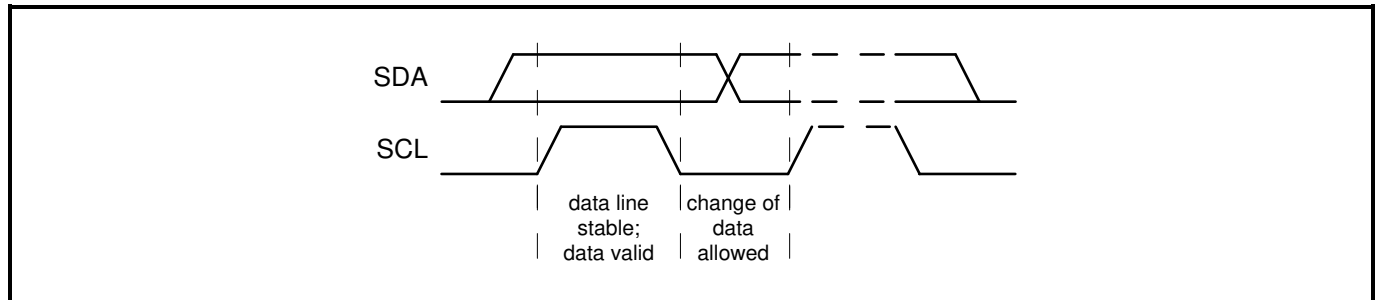 SDA
SCL
data line
stable;
data valid
change of
data
allowed